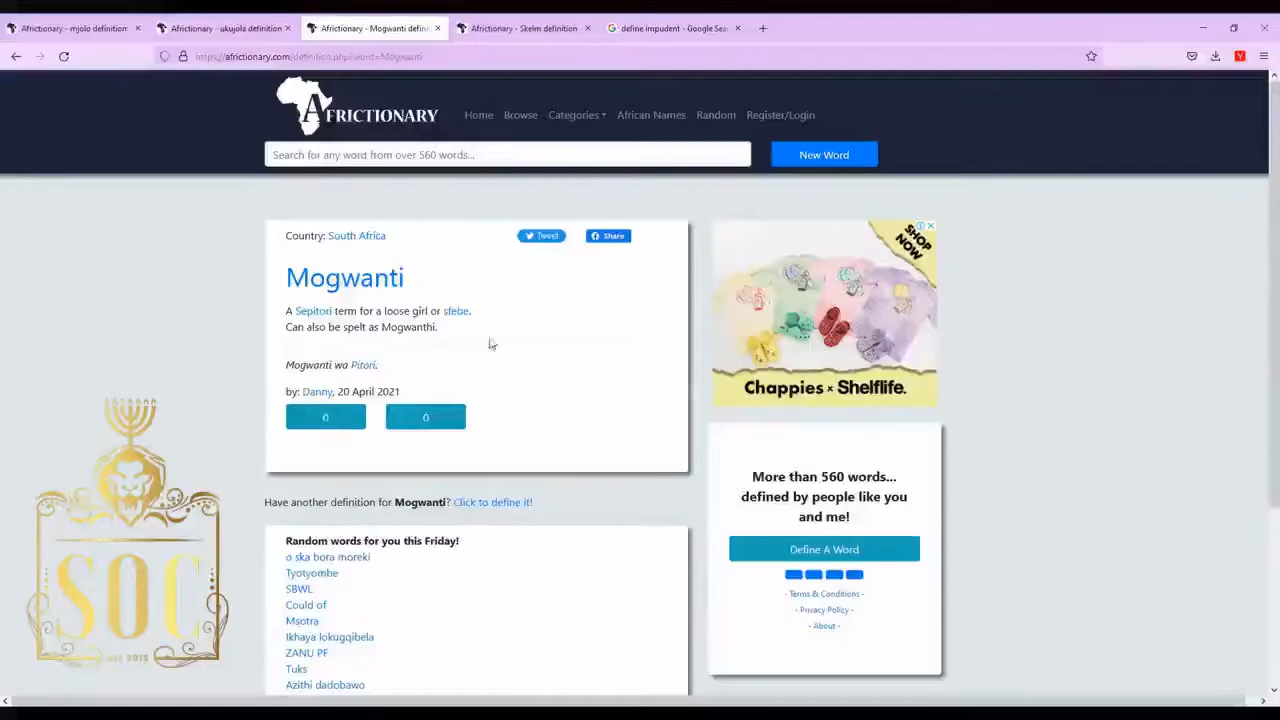 Africtionary - mjolo definition
Africtionary - ukujola definition
Africtionary - Mogwanti defini
Africtionary - Skelm definition
define impudent - Google Sea
https://africtionary.com/definition.php?word=Mogwanti
AFRICTIONARY
Home
Browse
Categories
African Names
Random
Register/Login
Search for any word from over 560 words...
New Word
Country: South Africa
Tweet
Share
Mogwanti
A Sepitori term for a loose girl or sfebe.
Can also be spelt as Mogwanthi.
Mogwanti wa Pitori.
by: Danny, 20 April 2021
0
0
Have another definition for Mogwanti? Click to define it!
Random words for you this Friday!
o ska bora moreki
Tyotyombe
SBWL
Could of
Msotra
Ikhaya lokugqibela
ZANU PF
Tuks
Azithi dadobawo
SHOP
NOW
Chappies × Shelflife.
More than 560 words...
defined by people like you
and me!
Define A Word
- Terms & Conditions -
- Privacy Policy -
- About -
SOC
EST 2015